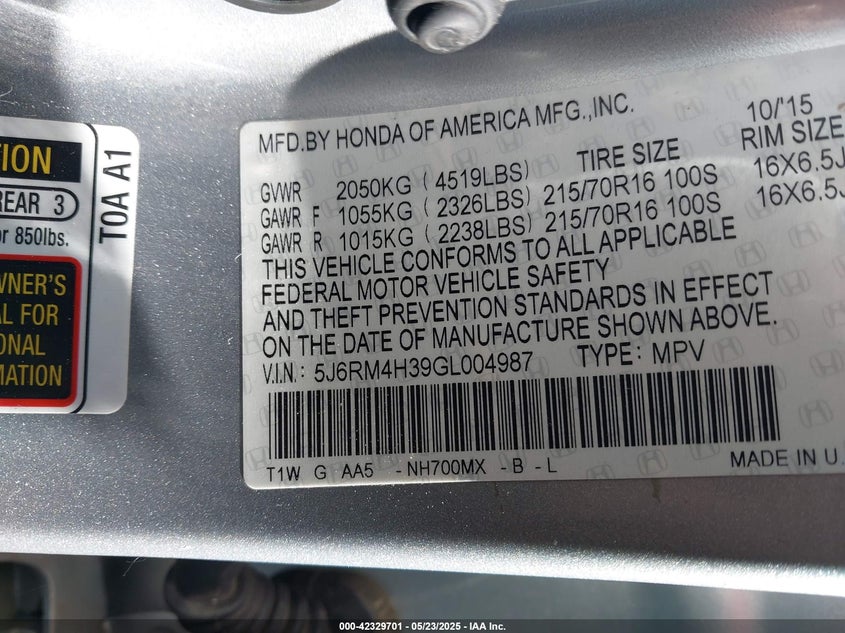 TION
REAR 3
or 850lbs.
WNER'S
AL FOR
ONAL
MATION
TOA A1
MFD.BY HONDA OF AMERICA MFG.,INC. 10/'15
TIRE SIZE RIM SIZE
GVWR 2050KG (4519LBS)
GAWR F 1055KG (2326LBS) 215/70R16 100S 16X6.5J
GAWR R 1015KG (2238LBS) 215/70R16 100S 16X6.5J
THIS VEHICLE CONFORMS TO ALL APPLICABLE
FEDERAL MOTOR VEHICLE SAFETY
AND THEFT PREVENTION STANDARDS IN EFFECT
ON THE DATE OF MANUFACTURE SHOWN ABOVE.
V.I.N: 5J6RM4H39GL004987 TYPE: MPV
T1W G AA5 -NH700MX -B -L MADE IN U.
000-42329701 — 05/23/2025 — IAA Inc.